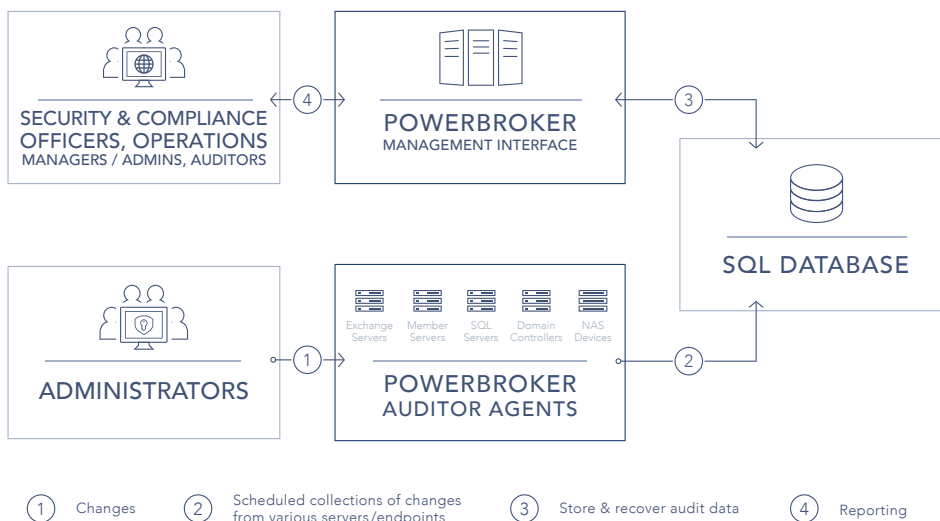 SECURITY & COMPLIANCE
OFFICERS, OPERATIONS
MANAGERS / ADMINS, AUDITORS
4
POWERBROKER
MANAGEMENT INTERFACE
3
SQL DATABASE
ADMINISTRATORS
1
Exchange
Servers
Member
Servers
SQL
Servers
Domain
Controllers
NAS
Devices
POWERBROKER
AUDITOR AGENTS
2
1 Changes
2 Scheduled collections of changes
from various servers/endpoints
3 Store & recover audit data
4 Reporting